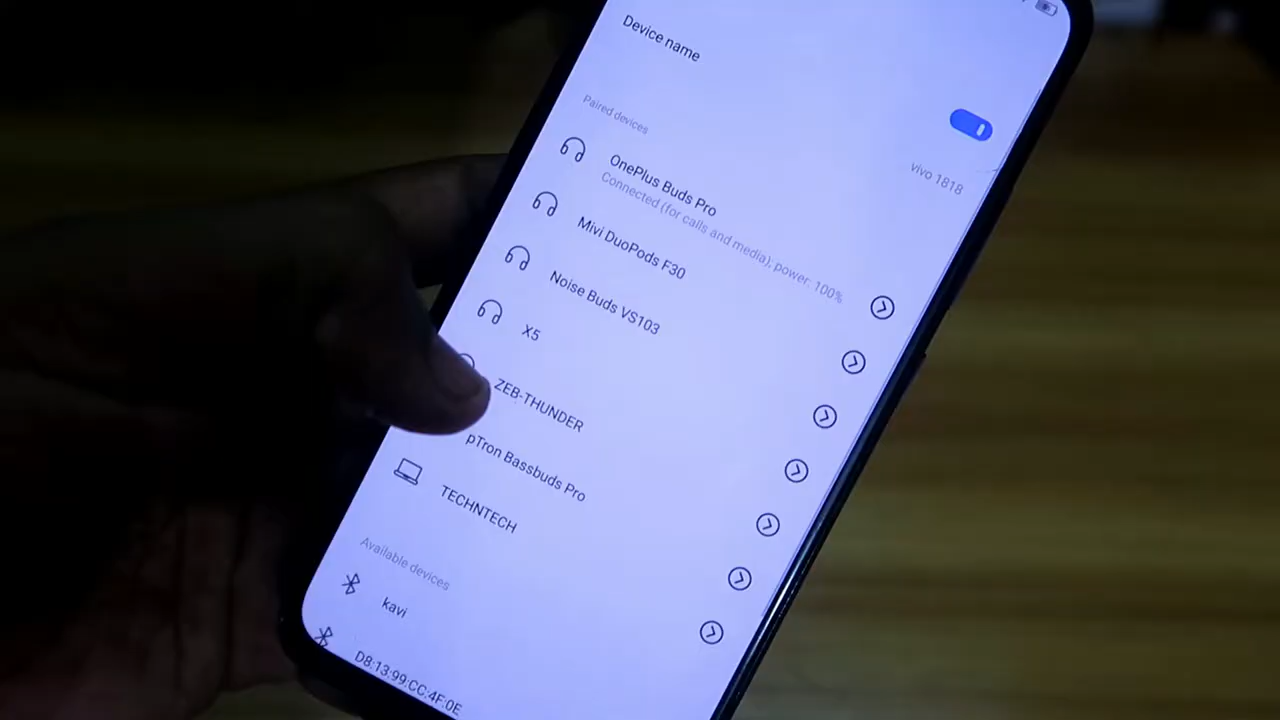 Device name
vivo 1818
Paired devices
OnePlus Buds Pro
Connected (for calls and media); power: 100%
Mivi DuoPods F30
Noise Buds VS103
X5
ZEB-THUNDER
pTron Bassbuds Pro
TECHNTECH
Available devices
kavi
D8:13:99:CC:4F:0E